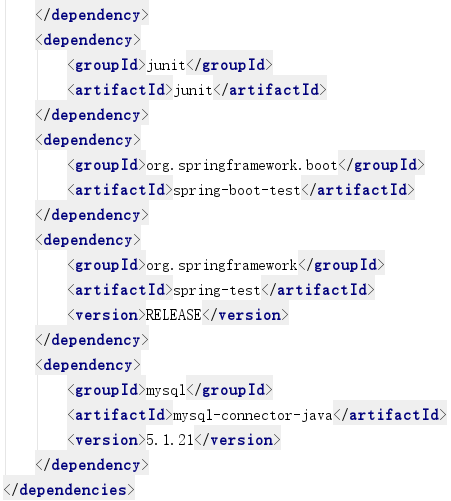 </dependency>
<dependency>
<groupId>junit</groupId>
<artifactId>junit</artifactId>
</dependency>
<dependency>
<groupId>org.springframework.boot</groupId>
<artifactId>spring-boot-test</artifactId>
</dependency>
<dependency>
<groupId>org.springframework</groupId>
<artifactId>spring-test</artifactId>
<version>RELEASE</version>
</dependency>
<dependency>
<groupId>mysql</groupId>
<artifactId>mysql-connector-java</artifactId>
<version>5.1.21</version>
</dependency>
</dependencies>